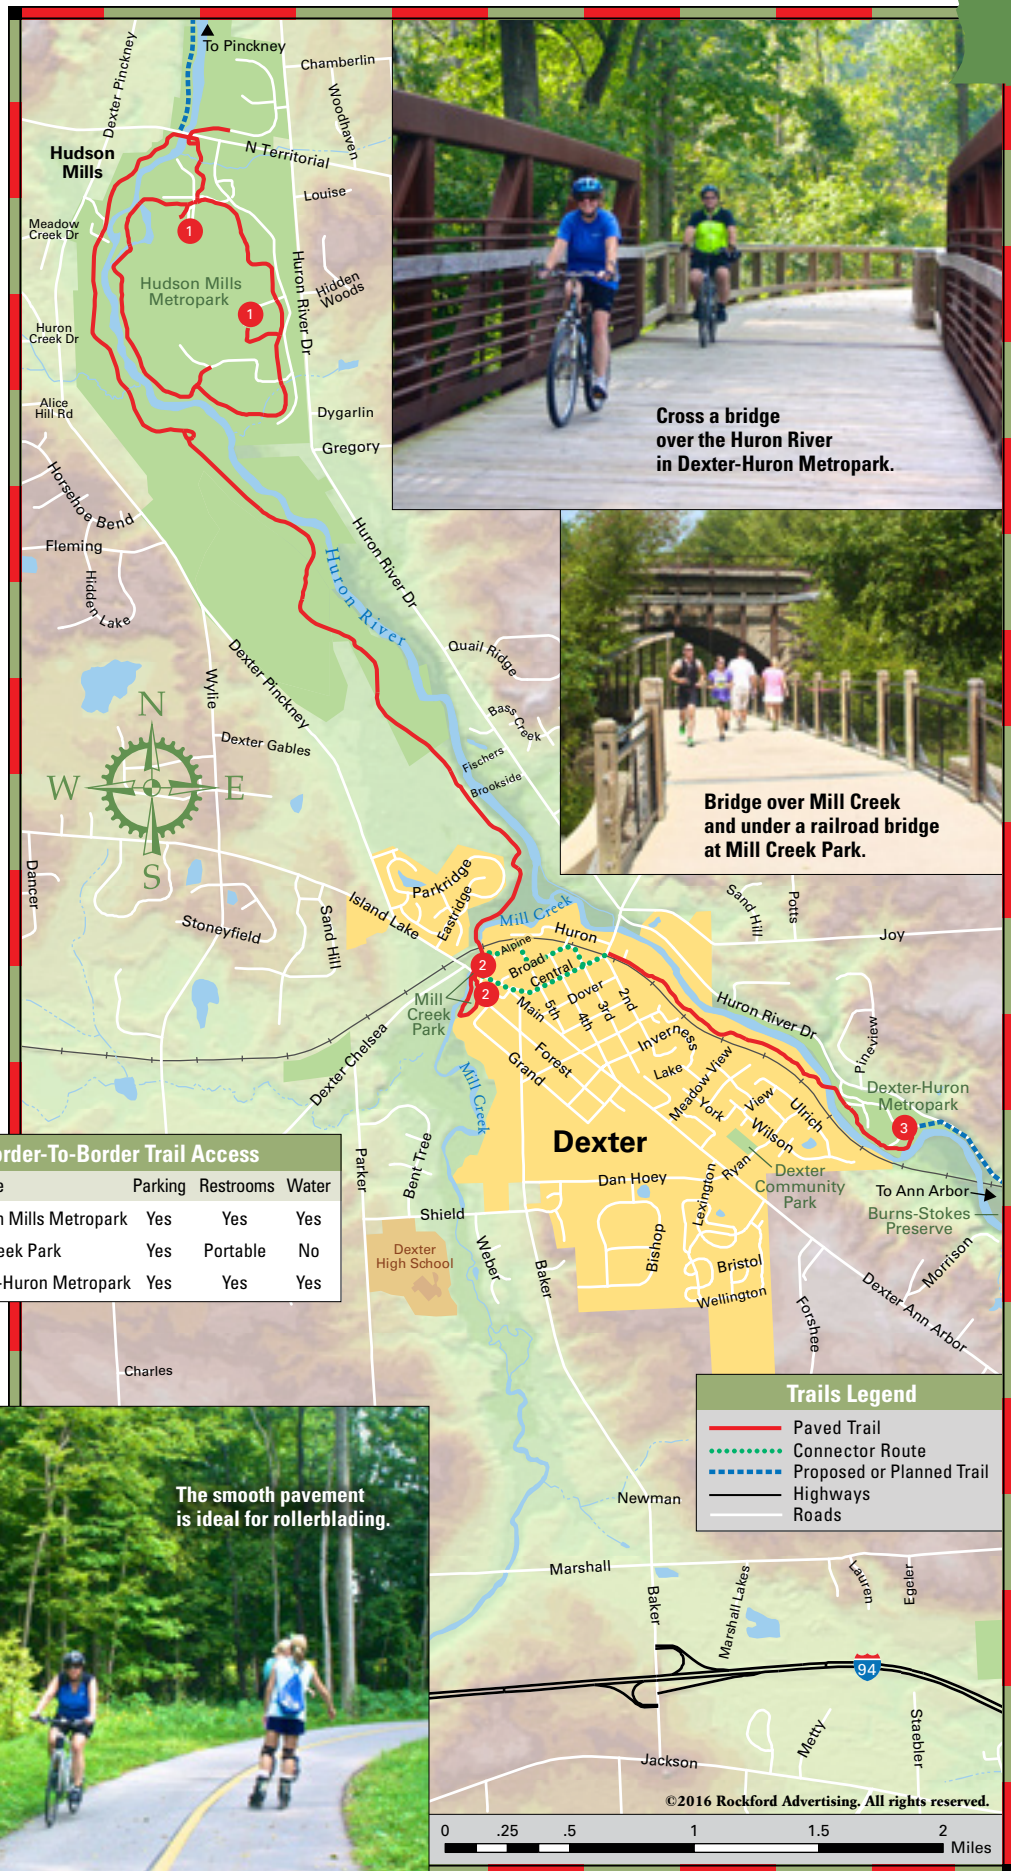 To Pinckney
Dexter Pinckney
Chamberlin
Woodhaven
N Territorial
Hudson
Mills
Louise
Meadow
Creek Dr
1
Hudson Mills
Metropark
Huron River Dr
Hidden
Woods
1
Huron
Creek Dr
Alice
Hill Rd
Dygarlin
Gregory
Cross a bridge
over the Huron River
in Dexter-Huron Metropark.
Horsehoe Bend
Fleming
Hidden Lake
Huron River Dr
Huron River
Quail Ridge
Dexter Pinckney
Wylie
Bass
Creek
Dexter Gables
Fischers
Brookside
N
W
E
S
Bridge over Mill Creek
and under a railroad bridge
at Mill Creek Park.
Dancer
Parkridge
Eastridge
Island Lake
Stoneyfield
Sand Hill
Mill Creek
Huron
Alpine
Broad
Central
Sand Hill
Potts
Joy
2
2
Mill
Creek
Park
Main
5th
Dover
4th
3rd
2nd
Huron River Dr
Pineview
Inverness
Forest
Grand
Lake
Meadow View
York
View
Ulrich
Wilson
Dexter Chelsea
Mill Creek
Dexter-Huron
Metropark
3
Dexter
Ryan
Dexter
Community
Park
To Ann Arbor
Burns-Stokes
Preserve
Dan Hoey
Lexington
Parker
Bent Tree
Shield
Bishop
Bristol
Wellington
Weber
Baker
Dexter
High School
Morrison
Dexter Ann Arbor
Forshee
order-To-Border Trail Access
e Parking Restrooms Water
n Mills Metropark Yes Yes Yes
eek Park Yes Portable No
-Huron Metropark Yes Yes Yes
Charles
Trails Legend
Paved Trail
Connector Route
Proposed or Planned Trail
Highways
Roads
The smooth pavement
is ideal for rollerblading.
Newman
Marshall
Baker
Marshall Lakes
Lauren
Egeler
94
Metty
Staebler
Jackson
©2016 Rockford Advertising. All rights reserved.
0 .25 .5 1 1.5 2
Miles